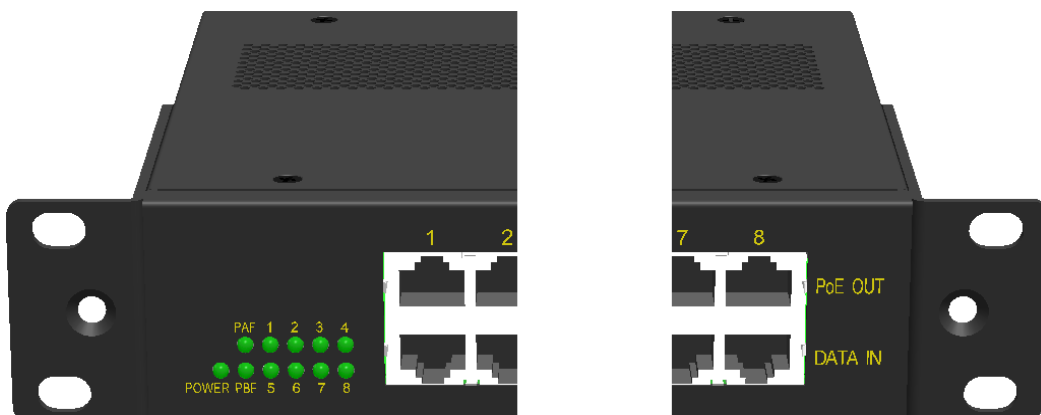 1 2 7 8
PoE OUT
PAF 1 2 3 4
DATA IN
POWER PBF 5 6 7 8